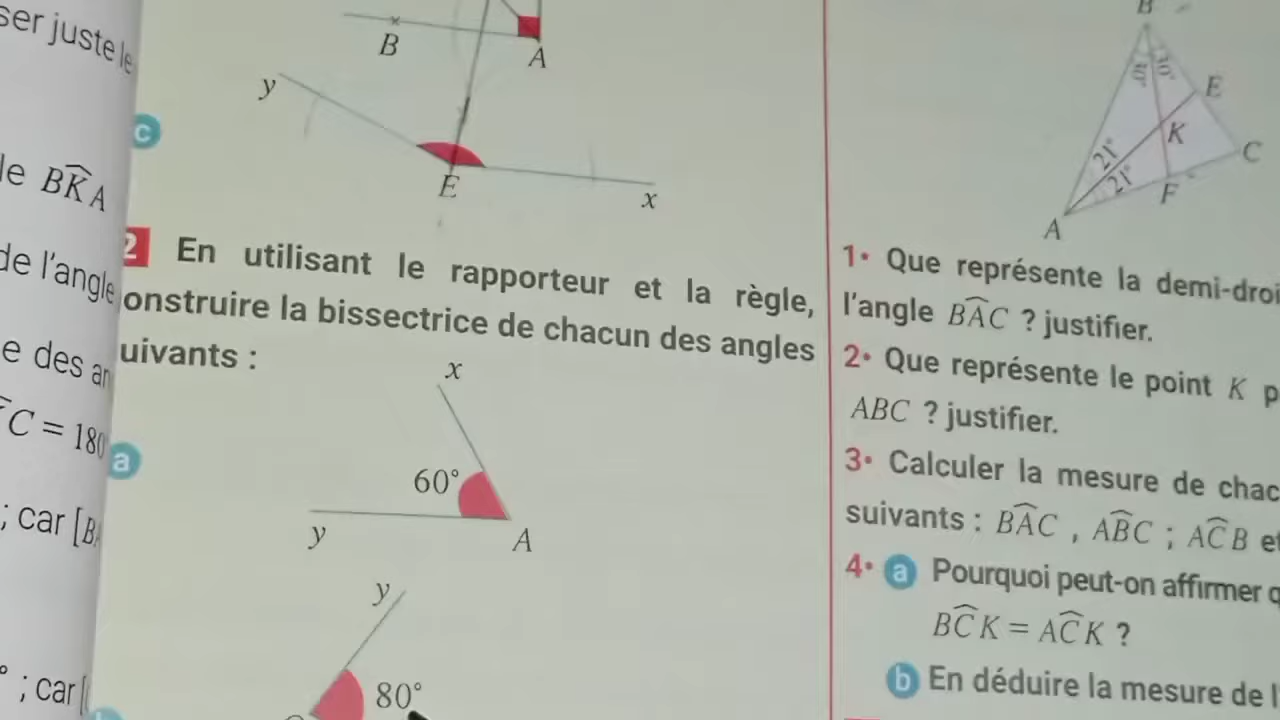 ser juste le
le BK̂A
de l'angle
C = 180
; car [B
° ; car [
B
A
y
c
E
x
2 En utilisant le rapporteur et la règle,
onstruire la bissectrice de chacun des angles
uivants :
x
a
60°
y
A
y
80°
B
30°
E
K
C
21°
21°
F
A
1• Que représente la demi-droi
l'angle BÂC ? justifier.
2• Que représente le point K p
ABC ? justifier.
3• Calculer la mesure de chac
suivants : BÂC , AB̂C ; AĈB et
4• a Pourquoi peut-on affirmer q
BĈK = AĈK ?
b En déduire la mesure de l'